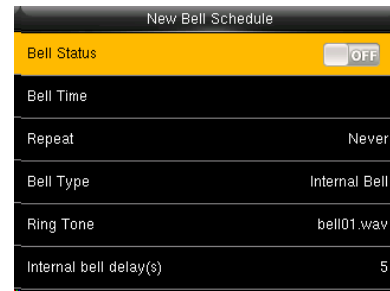 New Bell Schedule
Bell Status OFF
Bell Time
Repeat Never
Bell Type Internal Bell
Ring Tone bell01.wav
Internal bell delay(s) 5